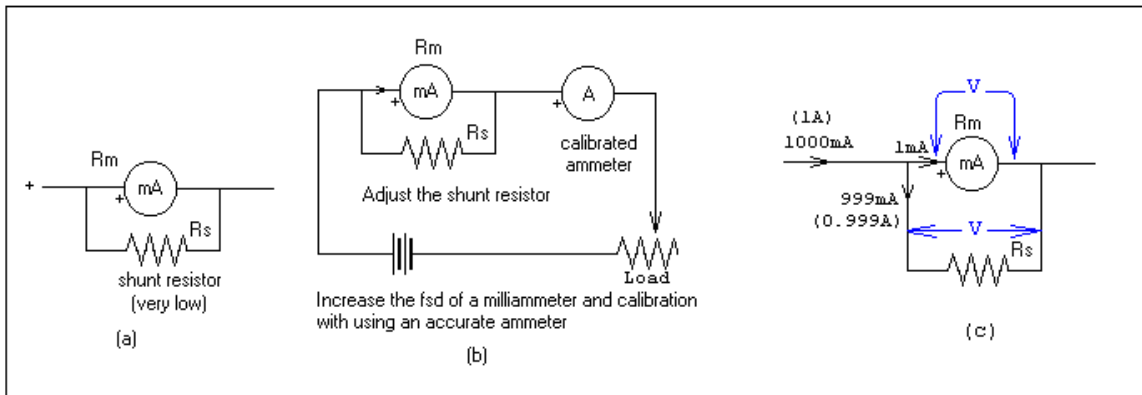 Rm
+
mA
+
Rs
shunt resistor
(very low)
(a)
Rm
mA
+
Rs
A
+
calibrated
ammeter
Adjust the shunt resistor
Load
Increase the fsd of a milliammeter and calibration
with using an accurate ammeter
(b)
V
(1A)
1000mA
Rm
1mA
mA
+
999mA
(0.999A)
V
Rs
(c)